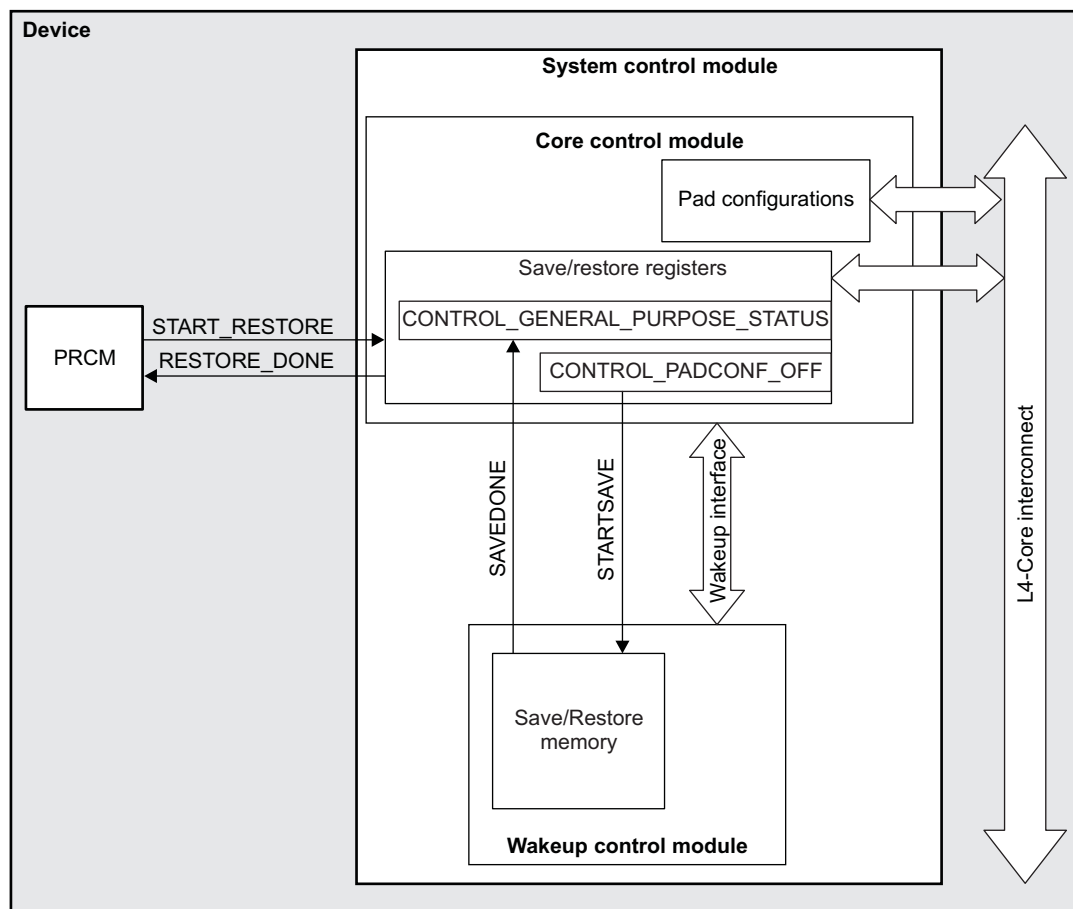 Device
System control module
Core control module
Pad configurations
Save/restore registers
CONTROL_GENERAL_PURPOSE_STATUS
CONTROL_PADCONF_OFF
START_RESTORE
PRCM
RESTORE_DONE
SAVEDONE
STARTSAVE
Wakeup interface
L4-Core interconnect
Save/Restore
memory
Wakeup control module